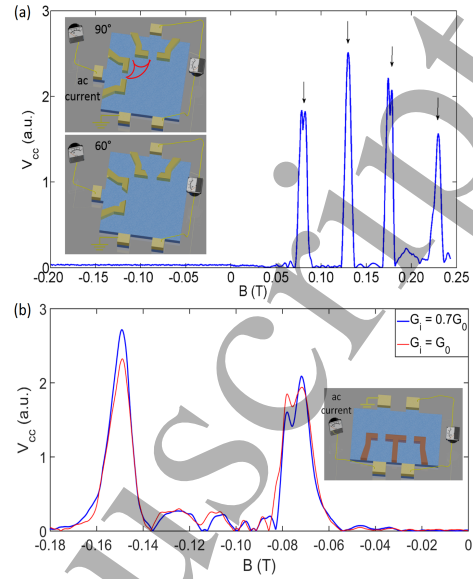 (a)
90°
ac
current
60°
V_cc (a.u.)
3
2
1
0
-0.20 -0.15 -0.10 -0.05 0 0.05 0.10 0.15 0.20 0.25
B (T)
(b)
G_i = 0.7G_0
G_i = G_0
ac
current
V_cc (a.u.)
3
2
1
0
-0.18 -0.16 -0.14 -0.12 -0.10 -0.08 -0.06 -0.04 -0.02 0
B (T)
uscript